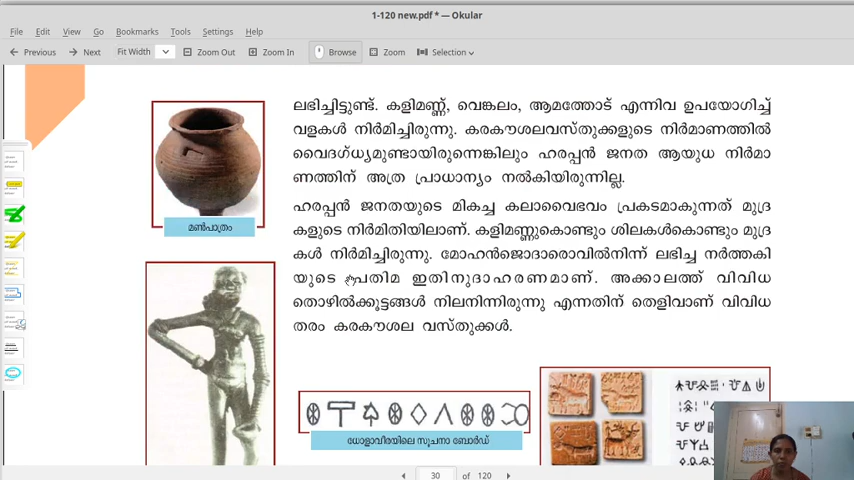 1-120 new.pdf * — Okular
File Edit View Go Bookmarks Tools Settings Help
Previous Next Fit Width Zoom Out Zoom In Browse Zoom Selection
ലഭിച്ചിട്ടുണ്ട്. കളിമണ്ണ്, വെങ്കലം, ആമത്തോട് എന്നിവ ഉപയോഗിച്ച്
വളകൾ നിർമിച്ചിരുന്നു. കരകൗശലവസ്തുക്കളുടെ നിർമാണത്തിൽ
വൈദഗ്ധ്യമുണ്ടായിരുന്നെങ്കിലും ഹരപ്പൻ ജനത ആയുധ നിർമാ
ണത്തിന് അത്ര പ്രാധാന്യം നൽകിയിരുന്നില്ല.
ഹരപ്പൻ ജനതയുടെ മികച്ച കലാവൈഭവം പ്രകടമാകുന്നത് മുദ്ര
കളുടെ നിർമിതിയിലാണ്. കളിമണ്ണുകൊണ്ടും ശിലകൾകൊണ്ടും മുദ്ര
കൾ നിർമിച്ചിരുന്നു. മോഹൻജൊദാരൊവിൽനിന്ന് ലഭിച്ച നർത്തകി
യുടെ പ്രതിമ ഇതിനുദാഹരണമാണ്. അക്കാലത്ത് വിവിധ
തൊഴിൽക്കൂട്ടങ്ങൾ നിലനിന്നിരുന്നു എന്നതിന് തെളിവാണ് വിവിധ
തരം കരകൗശല വസ്തുക്കൾ.
മൺപാത്രം
ധോളാവീരയിലെ സൂചനാ ബോർഡ്
30 of 120